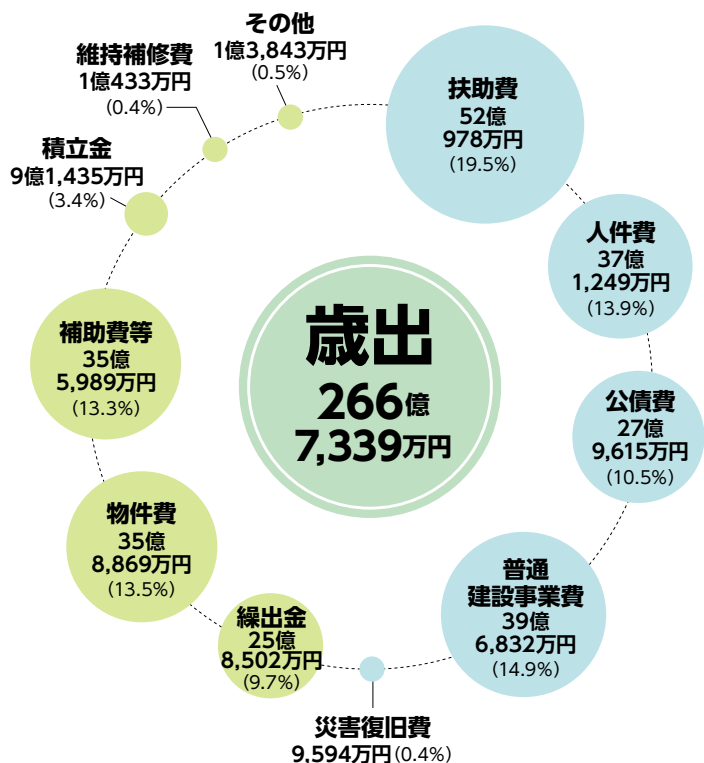 歳出
266億
7,339万円
扶助費
52億
978万円
(19.5%)
人件費
37億
1,249万円
(13.9%)
公債費
27億
9,615万円
(10.5%)
普通
建設事業費
39億
6,832万円
(14.9%)
災害復旧費
9,594万円(0.4%)
繰出金
25億
8,502万円
(9.7%)
物件費
35億
8,869万円
(13.5%)
補助費等
35億
5,989万円
(13.3%)
積立金
9億1,435万円
(3.4%)
維持補修費
1億433万円
(0.4%)
その他
1億3,843万円
(0.5%)